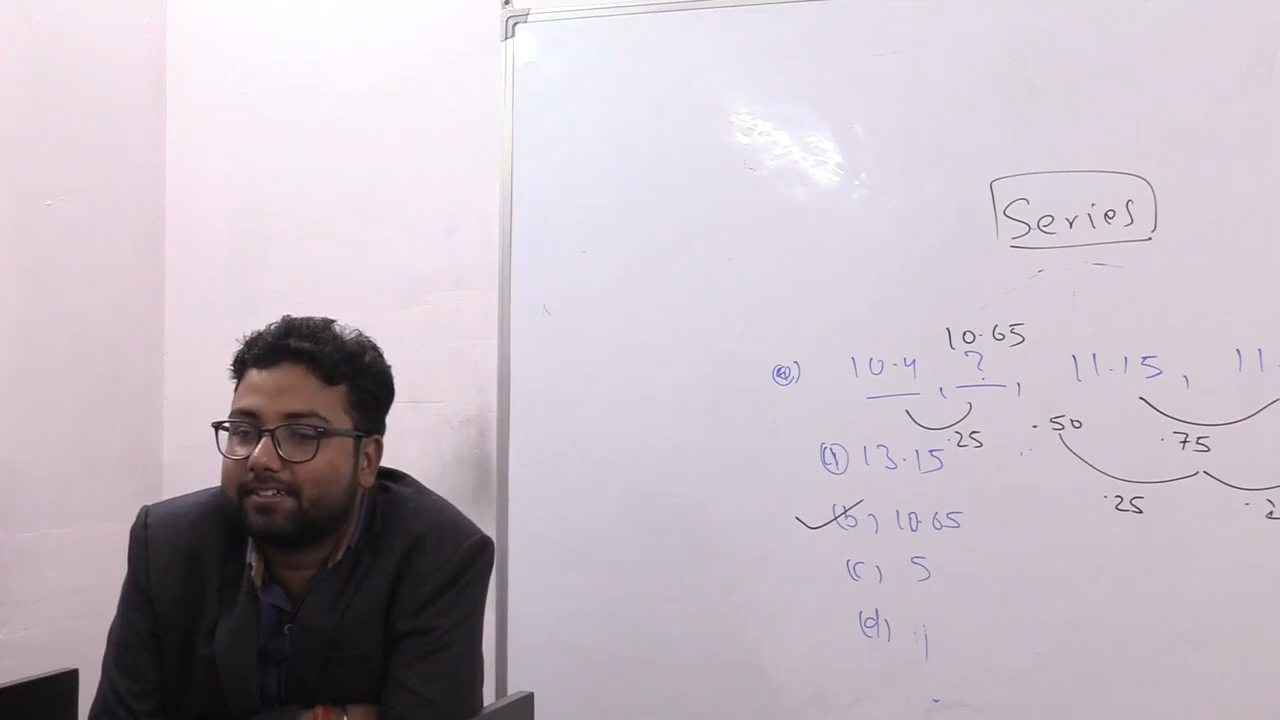 Series
10.65
(Q) 10.4, ?, 11.15, 11.
.25 .50 .75
(a) 13.15
.25
(b) 10.65
(c) 5
(d)